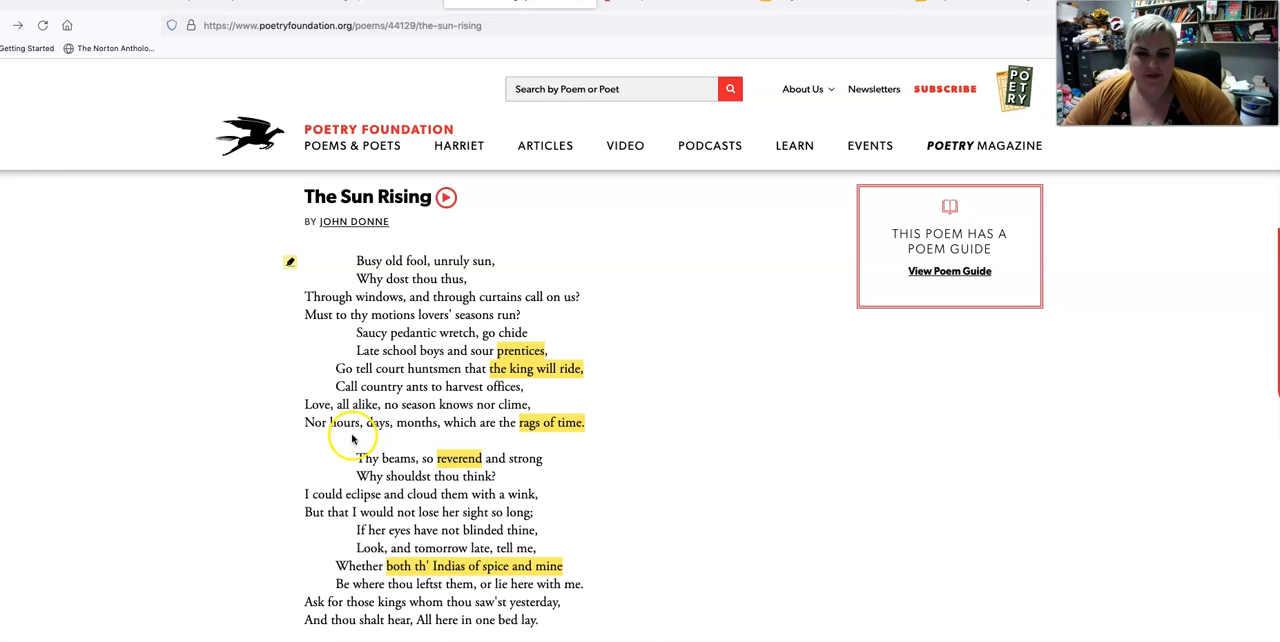 https://www.poetryfoundation.org/poems/44129/the-sun-rising
Getting Started
The Norton Antholo...
Search by Poem or Poet
About Us
Newsletters
SUBSCRIBE
POETRY
POETRY FOUNDATION
POEMS & POETS
HARRIET
ARTICLES
VIDEO
PODCASTS
LEARN
EVENTS
POETRY MAGAZINE
The Sun Rising
BY JOHN DONNE
Busy old fool, unruly sun,
Why dost thou thus,
Through windows, and through curtains call on us?
Must to thy motions lovers' seasons run?
Saucy pedantic wretch, go chide
Late school boys and sour prentices,
Go tell court huntsmen that the king will ride,
Call country ants to harvest offices,
Love, all alike, no season knows nor clime,
Nor hours, days, months, which are the rags of time.
Thy beams, so reverend and strong
Why shouldst thou think?
I could eclipse and cloud them with a wink,
But that I would not lose her sight so long;
If her eyes have not blinded thine,
Look, and tomorrow late, tell me,
Whether both th' Indias of spice and mine
Be where thou leftst them, or lie here with me.
Ask for those kings whom thou saw'st yesterday,
And thou shalt hear, All here in one bed lay.
THIS POEM HAS A
POEM GUIDE
View Poem Guide